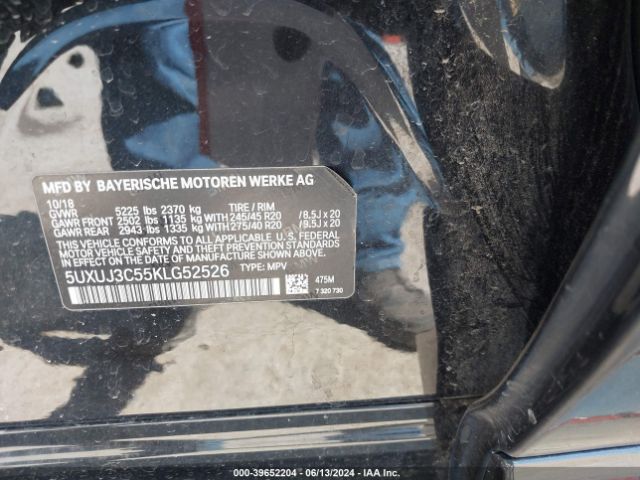 MFD BY BAYERISCHE MOTOREN WERKE AG
10/18
GVWR 5225 lbs 2370 kg TIRE / RIM
GAWR FRONT 2502 lbs 1135 kg WITH 245/45 R20 /8.5J x 20
GAWR REAR 2943 lbs 1335 kg WITH 275/40 R20 /9.5J x 20
THIS VEHICLE CONFORMS TO ALL APPLICABLE U.S. FEDERAL
MOTOR VEHICLE SAFETY AND THEFT PREVENTION STANDARDS
IN EFFECT ON THE DATE OF MANUFACTURE SHOWN ABOVE.
5UXUJ3C55KLG52526 TYPE: MPV
475M
7 320 730
000-39652204 - 06/13/2024 - IAA Inc.